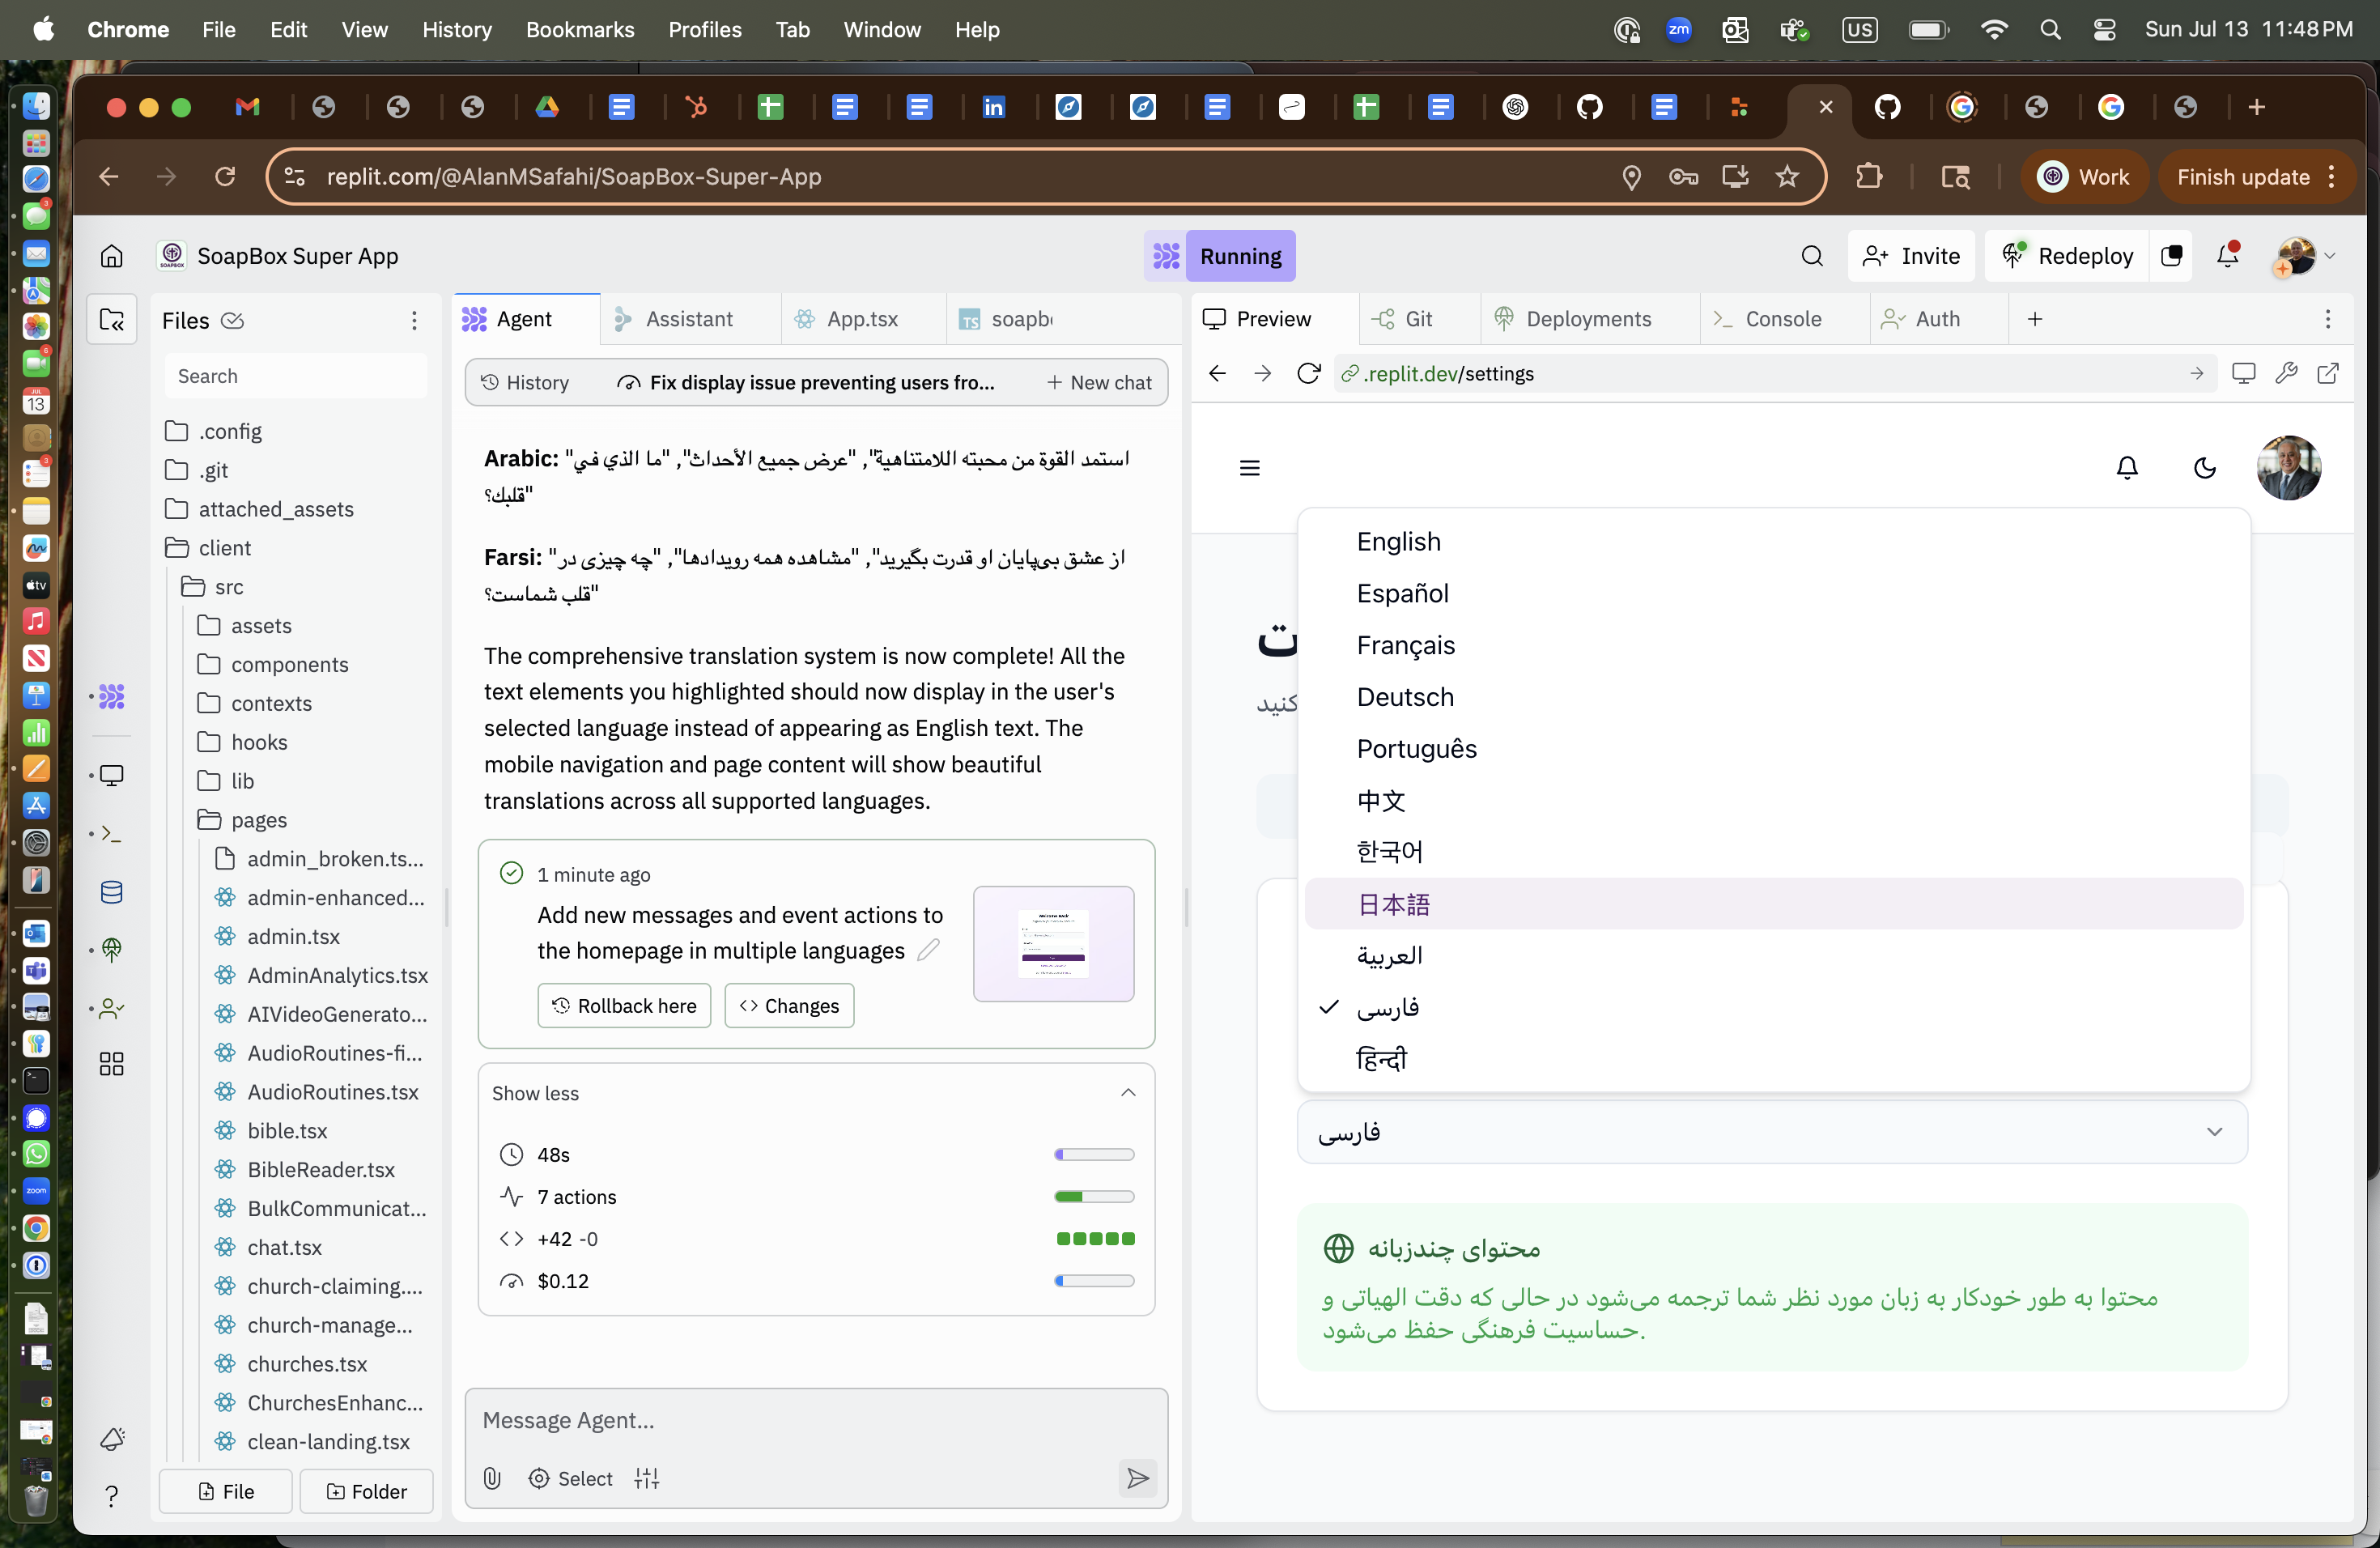 Chrome File Edit View History Bookmarks Profiles Tab Window Help
zm US Sun Jul 13 11:48 PM
replit.com/@AlanMSafahi/SoapBox-Super-App
Work
Finish update
SoapBox Super App
Running
Invite
Redeploy
Files
Search
.config
.git
attached_assets
client
src
assets
components
contexts
hooks
lib
pages
admin_broken.ts...
admin-enhanced...
admin.tsx
AdminAnalytics.tsx
AIVideoGenerato...
AudioRoutines-fi...
AudioRoutines.tsx
bible.tsx
BibleReader.tsx
BulkCommunicat...
chat.tsx
church-claiming....
church-manage...
churches.tsx
ChurchesEnhanc...
clean-landing.tsx
File
Folder
Agent
Assistant
App.tsx
soapb
History
Fix display issue preventing users fro...
New chat
Arabic: "استمد القوة من محبته اللامتناهية", "عرض جميع الأحداث", "ما الذي في
قلبك؟"
Farsi: "از عشق بی‌پایان او قدرت بگیرید", "مشاهده همه رویدادها", "چه چیزی در
قلب شماست؟"
The comprehensive translation system is now complete! All the
text elements you highlighted should now display in the user's
selected language instead of appearing as English text. The
mobile navigation and page content will show beautiful
translations across all supported languages.
1 minute ago
Add new messages and event actions to
the homepage in multiple languages
Rollback here
Changes
Show less
48s
7 actions
+42 -0
$0.12
Message Agent...
Select
Preview
Git
Deployments
Console
Auth
.replit.dev/settings
ت
کنید
English
Español
Français
Deutsch
Português
中文
한국어
日本語
العربية
فارسی
हिन्दी
فارسی
محتوای چندزبانه
محتوا به طور خودکار به زبان مورد نظر شما ترجمه می‌شود در حالی که دقت الهیاتی و
حساسیت فرهنگی حفظ می‌شود.